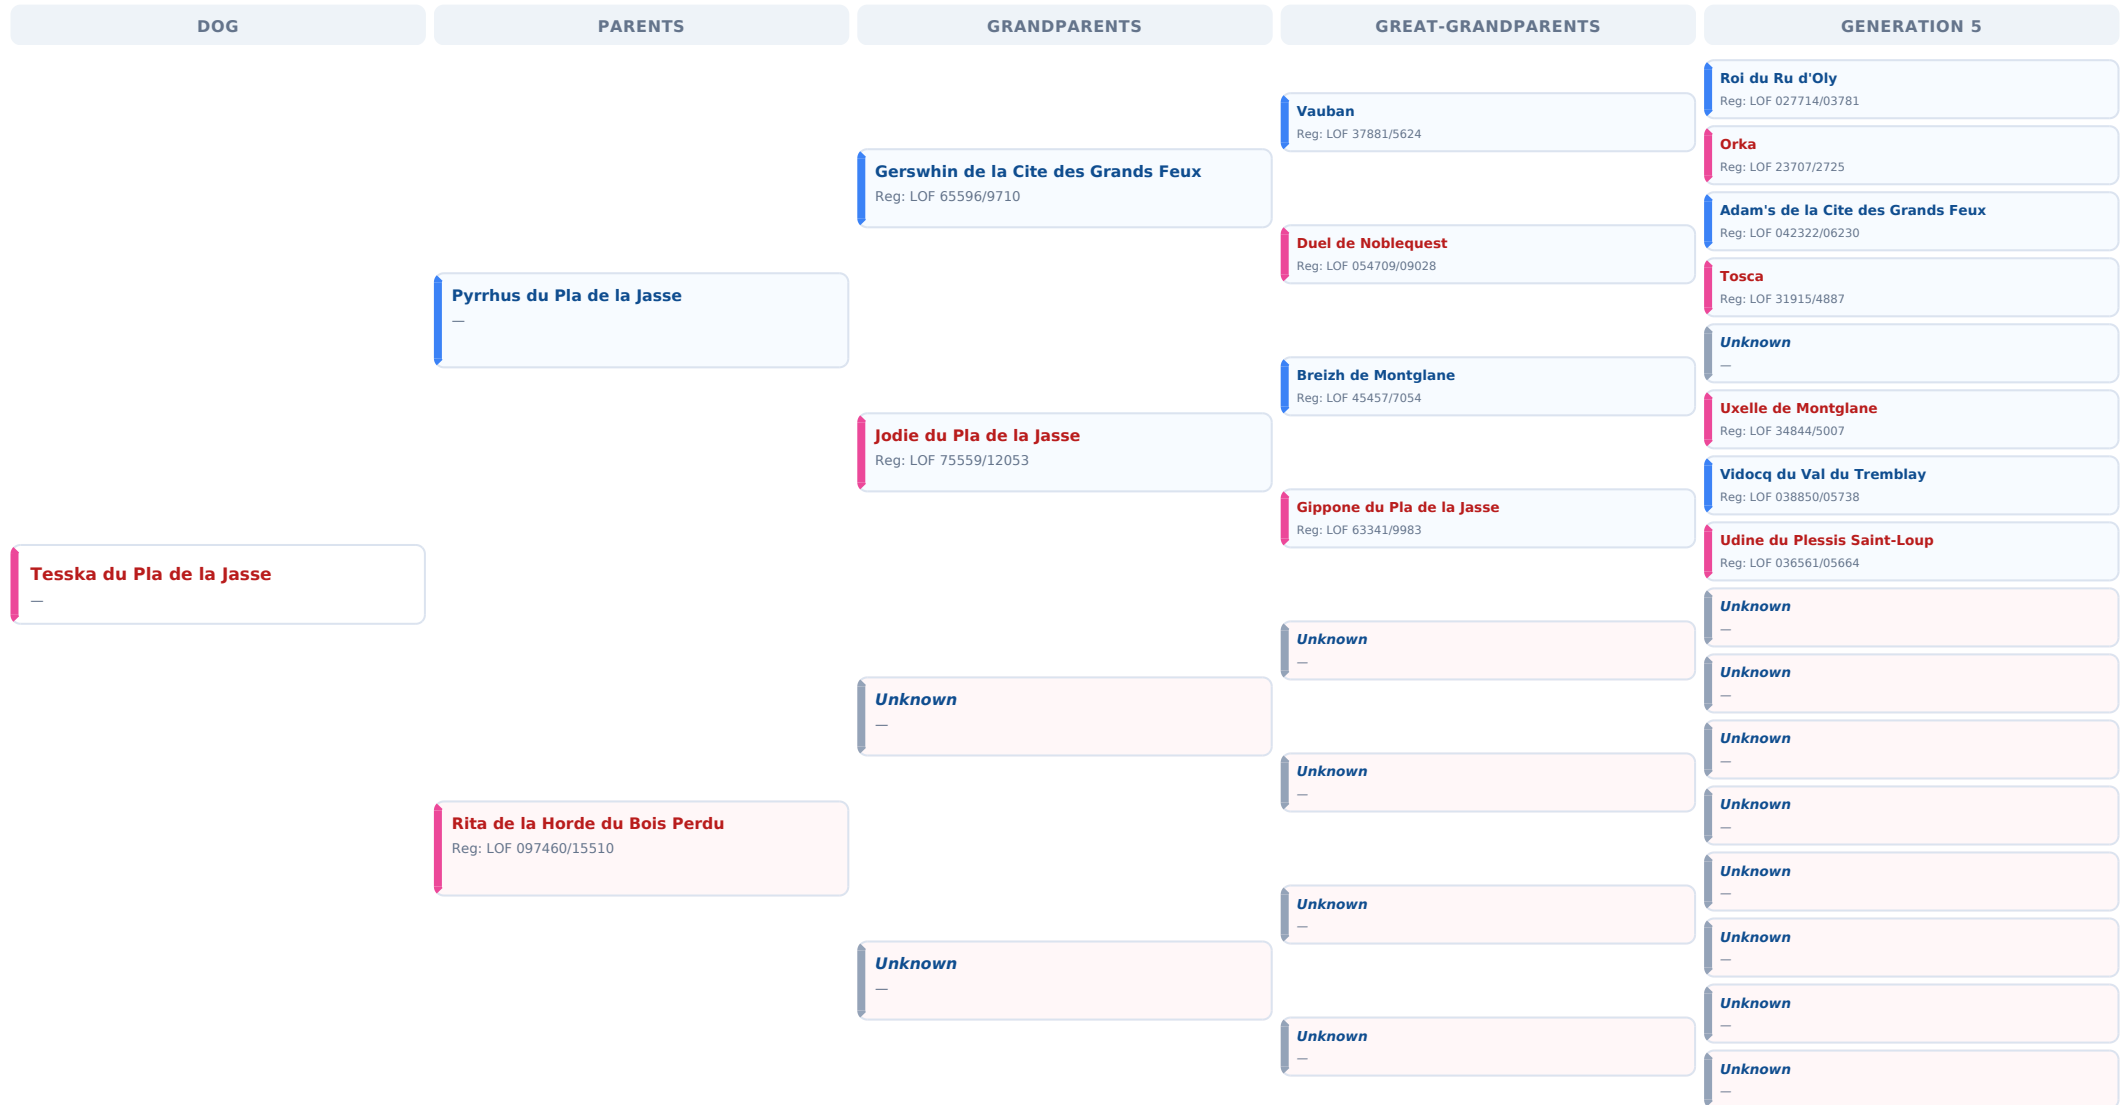 DOG
PARENTS
GRANDPARENTS
GREAT-GRANDPARENTS
GENERATION 5
Tesska du Pla de la Jasse
—
Pyrrhus du Pla de la Jasse
—
Rita de la Horde du Bois Perdu
Reg: LOF 097460/15510
Gerswhin de la Cite des Grands Feux
Reg: LOF 65596/9710
Jodie du Pla de la Jasse
Reg: LOF 75559/12053
Unknown
—
Unknown
—
Vauban
Reg: LOF 37881/5624
Duel de Noblequest
Reg: LOF 054709/09028
Breizh de Montglane
Reg: LOF 45457/7054
Gippone du Pla de la Jasse
Reg: LOF 63341/9983
Unknown
—
Unknown
—
Unknown
—
Unknown
—
Roi du Ru d'Oly
Reg: LOF 027714/03781
Orka
Reg: LOF 23707/2725
Adam's de la Cite des Grands Feux
Reg: LOF 042322/06230
Tosca
Reg: LOF 31915/4887
Unknown
—
Uxelle de Montglane
Reg: LOF 34844/5007
Vidocq du Val du Tremblay
Reg: LOF 038850/05738
Udine du Plessis Saint-Loup
Reg: LOF 036561/05664
Unknown
—
Unknown
—
Unknown
—
Unknown
—
Unknown
—
Unknown
—
Unknown
—
Unknown
—